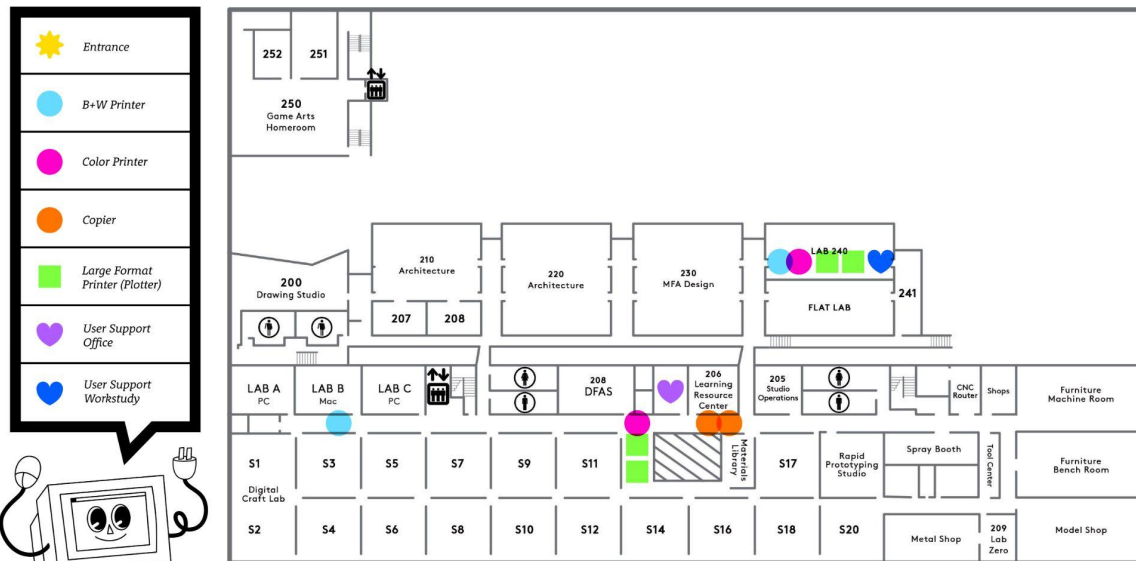 Entrance
B+W Printer
Color Printer
Copier
Large Format
Printer (Plotter)
User Support
Office
User Support
Workstudy
252
251
250
Game Arts
Homeroom
200
Drawing Studio
210
Architecture
207
208
220
Architecture
230
MFA Design
LAB 240
FLAT LAB
241
LAB A
PC
LAB B
Mac
LAB C
PC
208
DFAS
206
Learning
Resource
Center
205
Studio
Operations
CNC
Router
Shops
Furniture
Machine Room
S1
Digital
Craft Lab
S2
S3
S4
S5
S6
S7
S8
S9
S10
S11
S12
S14
Materials
Library
S16
S17
S18
Rapid
Prototyping
Studio
S20
Spray Booth
Tool Center
Furniture
Bench Room
Metal Shop
209
Lab
Zero
Model Shop